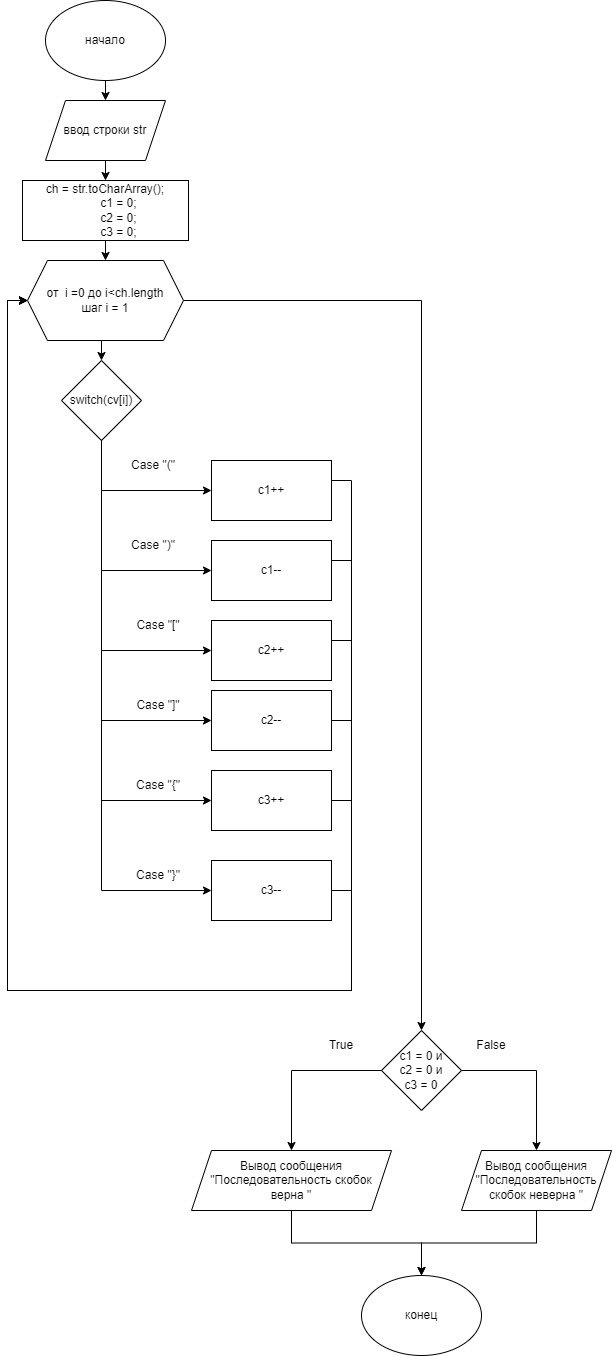 начало
ввод строки str
ch = str.toCharArray();
c1 = 0;
c2 = 0;
c3 = 0;
от i =0 до i<ch.length
шаг i = 1
switch(cv[i])
Case "("
c1++
Case ")"
c1--
Case "["
c2++
Case "]"
c2--
Case "{"
c3++
Case "}"
c3--
True
c1 = 0 и
c2 = 0 и
c3 = 0
False
Вывод сообщения
"Последовательность скобок
верна "
Вывод сообщения
"Последовательность
скобок неверна "
конец